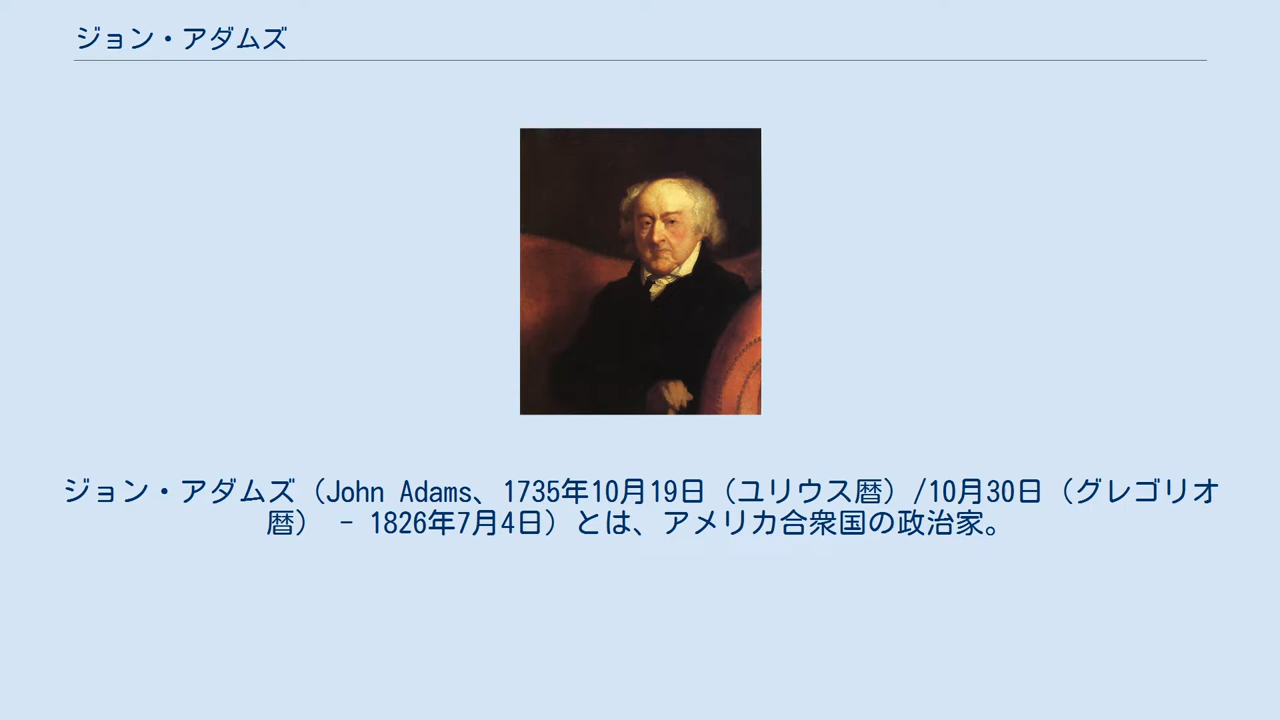 ジョン・アダムズ
ジョン・アダムズ（John Adams、1735年10月19日（ユリウス暦）/10月30日（グレゴリオ
暦） - 1826年7月4日）とは、アメリカ合衆国の政治家。